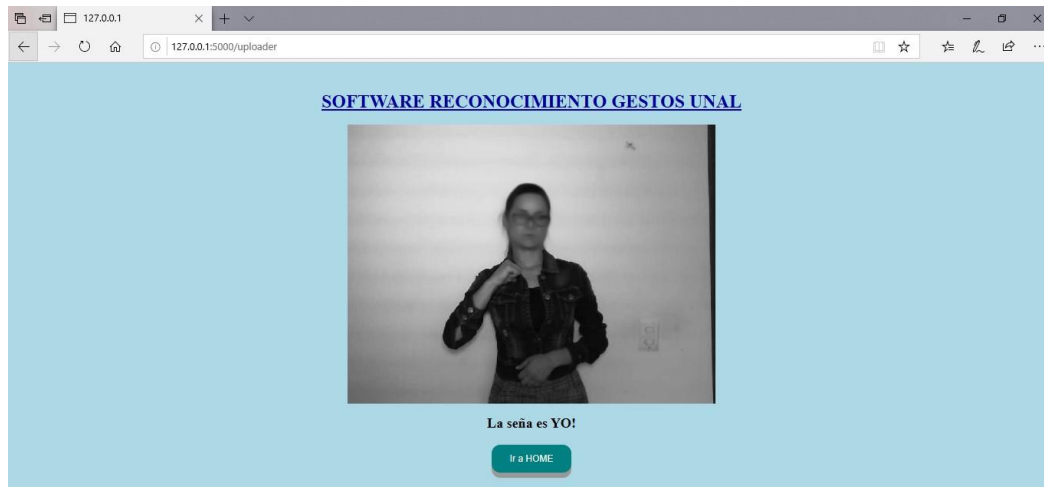 127.0.0.1
127.0.0.1:5000/uploader
SOFTWARE RECONOCIMIENTO GESTOS UNAL
La seña es YO!
Ir a HOME